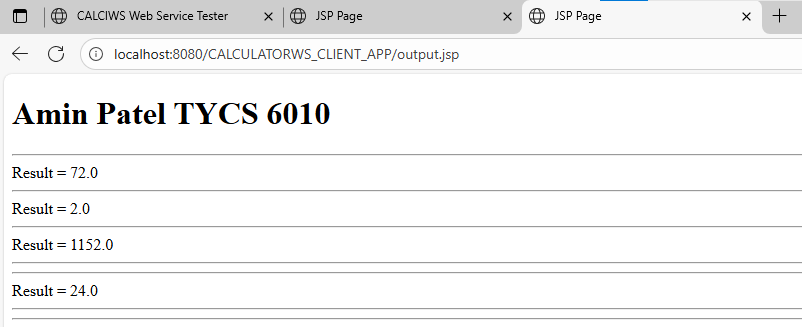 CALCIWS Web Service Tester
JSP Page
JSP Page
localhost:8080/CALCULATORWS_CLIENT_APP/output.jsp
Amin Patel TYCS 6010
Result = 72.0
Result = 2.0
Result = 1152.0
Result = 24.0